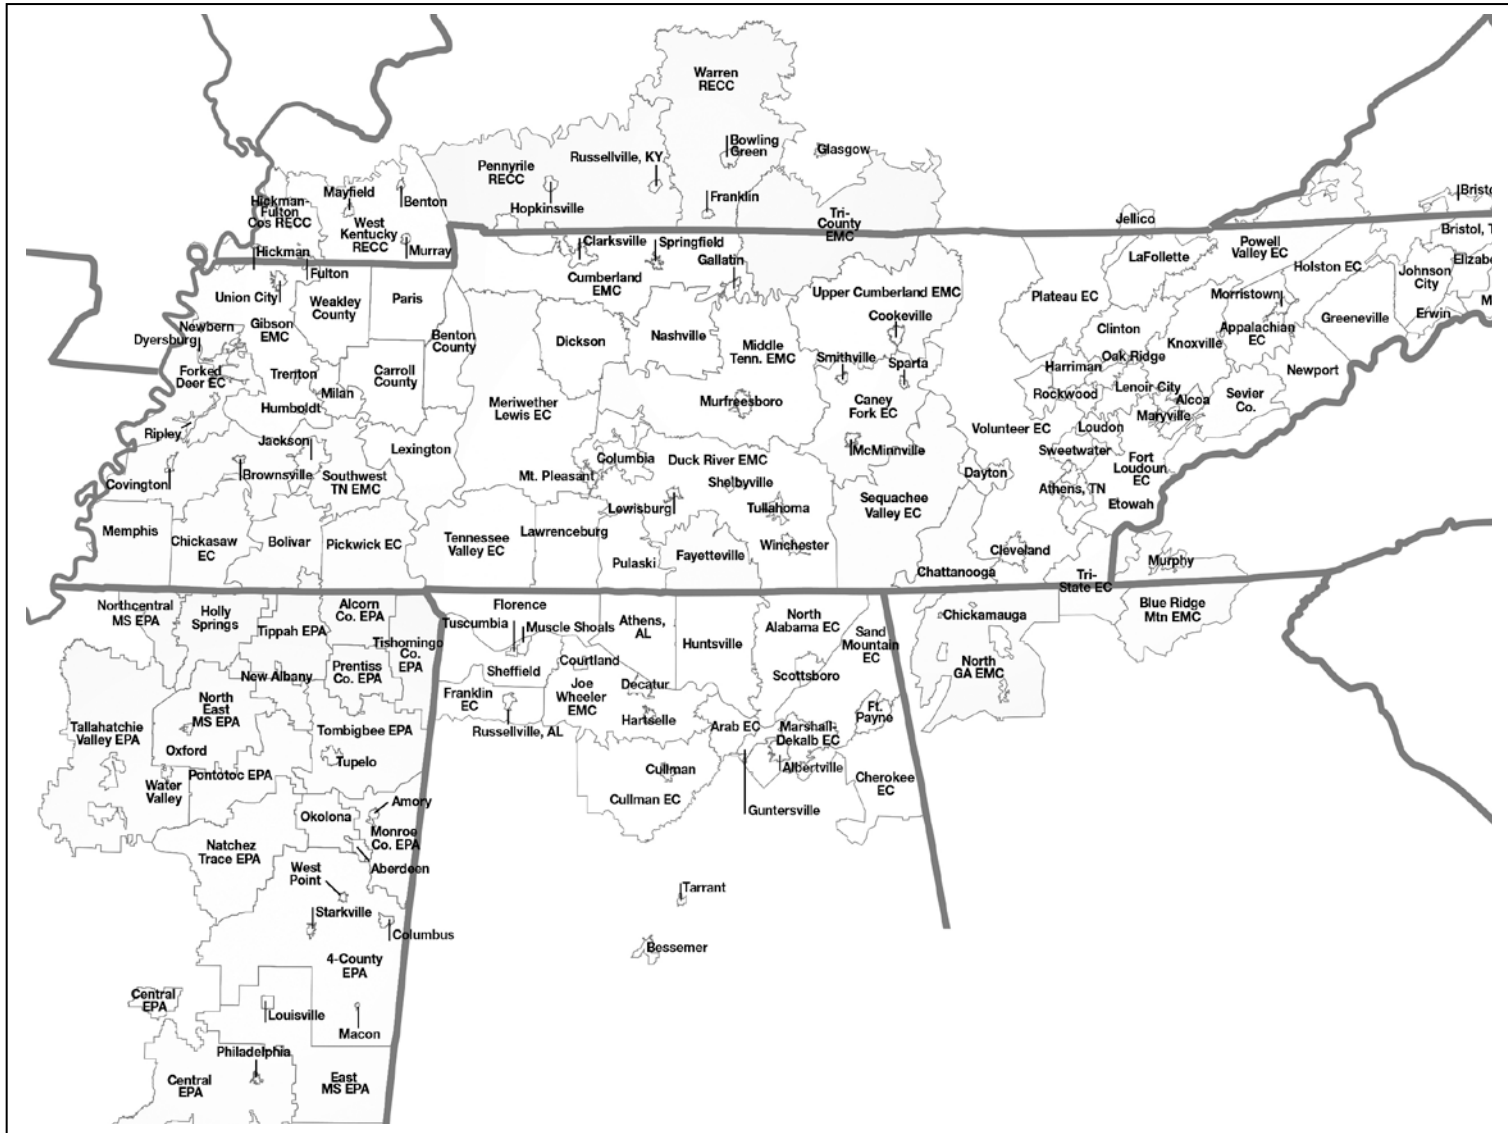 Warren
RECC
Bowling
Green
Glasgow
Russellville, KY
Pennyrile
RECC
Hopkinsville
Franklin
Tri-
County
EMC
Mayfield
Benton
Hickman-
Fulton
Cos RECC
West
Kentucky
RECC
Murray
Hickman
Fulton
Jellico
Clarksville
Springfield
Gallatin
Cumberland
EMC
Upper Cumberland EMC
Cookeville
Plateau EC
LaFollette
Powell
Valley EC
Holston EC
Bristol, T
Johnson
City
Morristown
Greeneville
Erwin
Appalachian
EC
Union City
Weakley
County
Paris
Newbern
Dyersburg
Gibson
EMC
Benton
County
Dickson
Nashville
Middle
Tenn. EMC
Smithville
Sparta
Clinton
Knoxville
Oak Ridge
Harriman
Newport
Forked
Deer EC
Trenton
Carroll
County
Milan
Humboldt
Meriwether
Lewis EC
Murfreesboro
Caney
Fork EC
Rockwood
Lenoir City
Alcoa
Sevier
Co.
Maryville
Ripley
Jackson
Lexington
Columbia
Duck River EMC
McMinnville
Volunteer EC
Loudon
Sweetwater
Fort
Loudoun
EC
Covington
Brownsville
Southwest
TN EMC
Mt. Pleasant
Shelbyville
Dayton
Athens, TN
Etowah
Lewisburg
Tullahoma
Sequachee
Valley EC
Memphis
Chickasaw
EC
Bolivar
Pickwick EC
Tennessee
Valley EC
Lawrenceburg
Pulaski
Fayetteville
Winchester
Cleveland
Chattanooga
Tri-
State EC
Murphy
Northcentral
MS EPA
Holly
Springs
Tippah EPA
Alcorn
Co. EPA
Tishomingo
Co.
EPA
Prentiss
Co. EPA
New Albany
Florence
Tuscumbia
Muscle Shoals
Athens,
AL
Huntsville
North
Alabama EC
Sand
Mountain
EC
Chickamauga
Blue Ridge
Mtn EMC
North
GA EMC
Sheffield
Courtland
Scottsboro
Franklin
EC
Joe
Wheeler
EMC
Decatur
Hartselle
Russellville, AL
Arab EC
Marshall-
Dekalb EC
Ft.
Payne
Albertville
Cherokee
EC
Guntersville
Cullman
Cullman EC
Tallahatchie
Valley EPA
North
East
MS EPA
Oxford
Tombigbee EPA
Tupelo
Pontotoc EPA
Water
Valley
Okolona
Amory
Monroe
Co. EPA
Aberdeen
Natchez
Trace EPA
West
Point
Starkville
Columbus
4-County
EPA
Tarrant
Bessemer
Central
EPA
Louisville
Macon
Philadelphia
Central
EPA
East
MS EPA